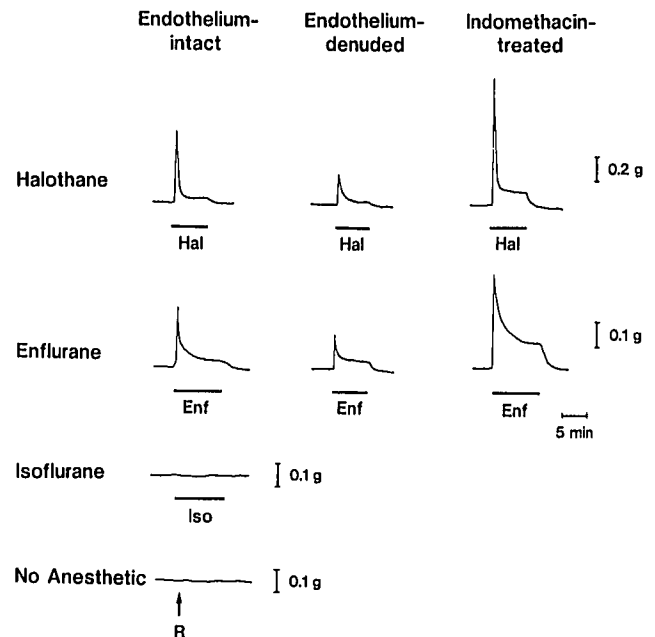 Endothelium-
intact
Endothelium-
denuded
Indomethacin-
treated
Halothane
0.2 g
Hal
Hal
Hal
Enflurane
0.1 g
Enf
Enf
Enf
5 min
Isoflurane
0.1 g
Iso
No Anesthetic
0.1 g
R